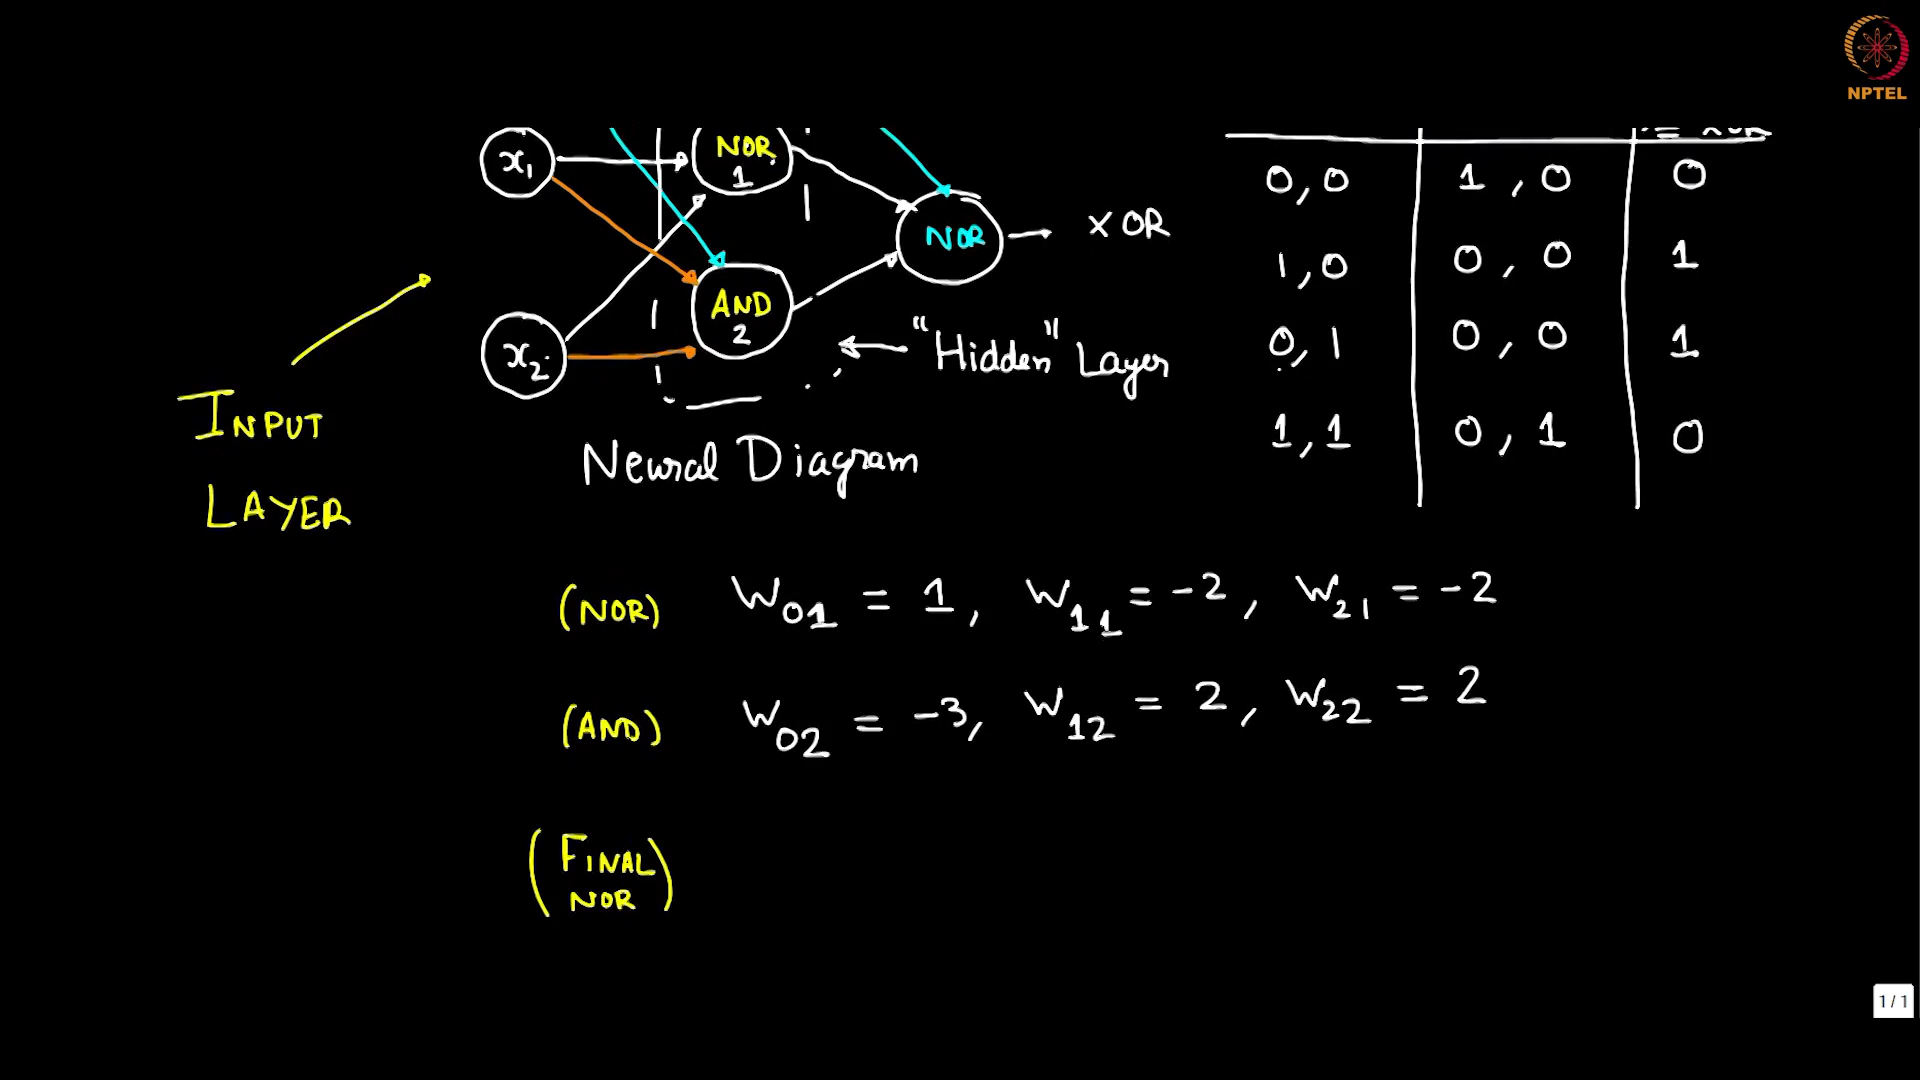 NPTEL
x1
NOR
1
NOR
XOR
x2
AND
2
"Hidden" Layer
INPUT
LAYER
Neural Diagram
= XOR
0,0 1,0 0
1,0 0,0 1
0,1 0,0 1
1,1 0,1 0
(NOR) W01 = 1, W11 = -2, W21 = -2
(AND) W02 = -3, W12 = 2, W22 = 2
(FINAL
NOR)
1/1